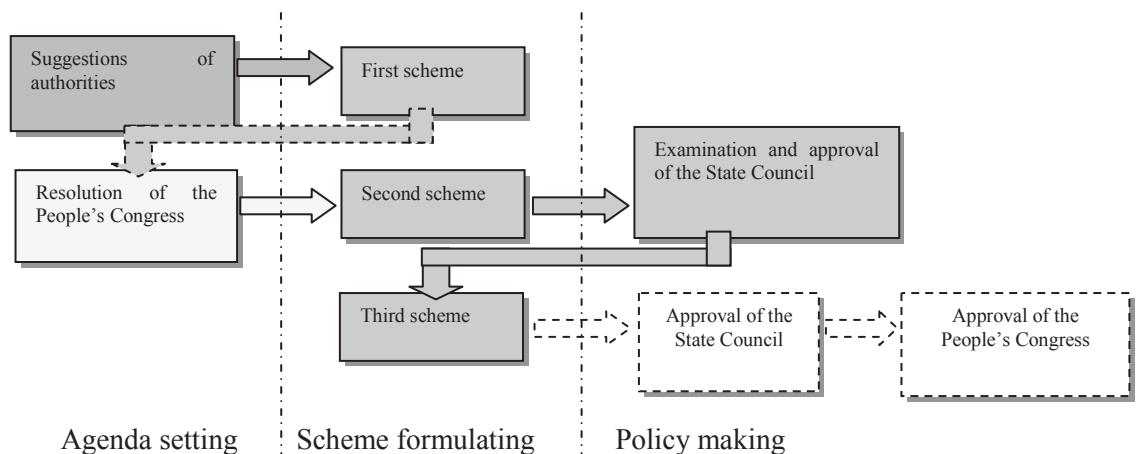 Suggestions of
authorities
First scheme
Resolution of the
People's Congress
Second scheme
Examination and approval
of the State Council
Third scheme
Approval of the
State Council
Approval of the
People's Congress
Agenda setting
Scheme formulating
Policy making